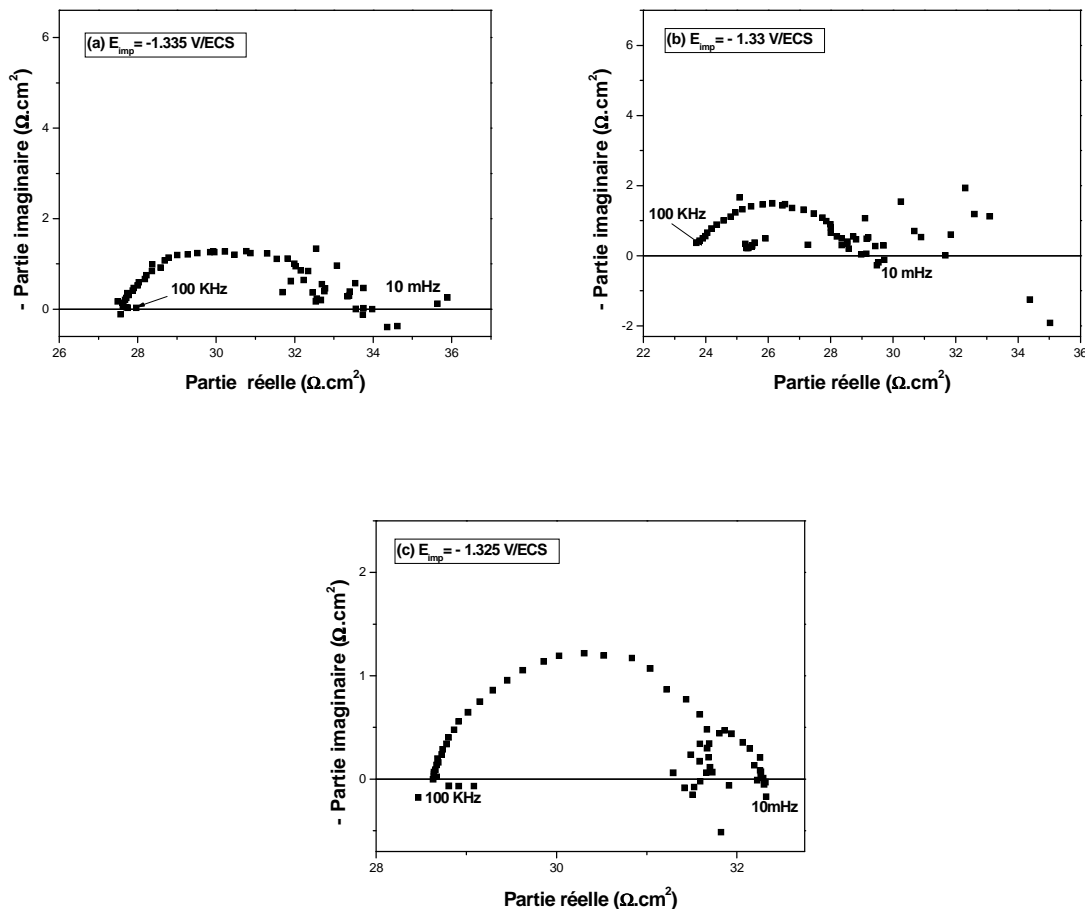 (a) E_imp= -1.335 V/ECS
- Partie imaginaire (Ω.cm²)
6
4
2
0
100 KHz
10 mHz
26 28 30 32 34 36
Partie réelle (Ω.cm²)
(b) E_imp= - 1.33 V/ECS
- Partie imaginaire (Ω.cm²)
6
4
2
0
-2
100 KHz
10 mHz
22 24 26 28 30 32 34 36
Partie réelle (Ω.cm²)
(c) E_imp= - 1.325 V/ECS
- Partie imaginaire (Ω.cm²)
2
1
0
100 KHz
10mHz
28 30 32
Partie réelle (Ω.cm²)